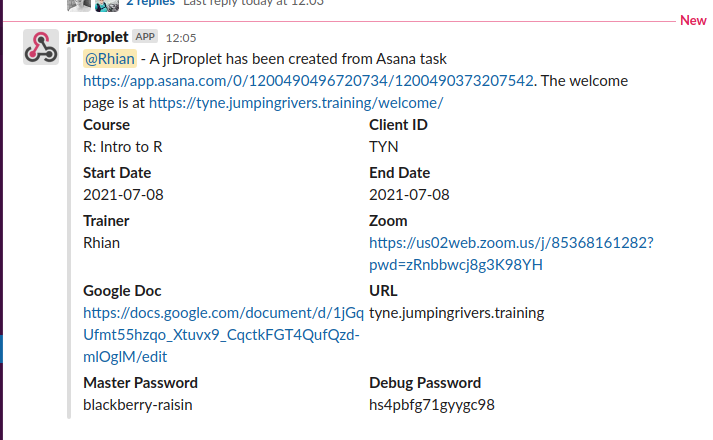 2 replies Last reply today at 12:03
New
jrDroplet APP 12:05
@Rhian - A jrDroplet has been created from Asana task
https://app.asana.com/0/1200490496720734/1200490373207542. The welcome
page is at https://tyne.jumpingrivers.training/welcome/
Course Client ID
R: Intro to R TYN
Start Date End Date
2021-07-08 2021-07-08
Trainer Zoom
Rhian https://us02web.zoom.us/j/85368161282?
pwd=zRnbbwcj8g3K98YH
Google Doc URL
https://docs.google.com/document/d/1jGq tyne.jumpingrivers.training
Ufmt55hzqo_Xtuvx9_CqctkFGT4QufQzd-
mlOglM/edit
Master Password Debug Password
blackberry-raisin hs4pbfg71gyygc98